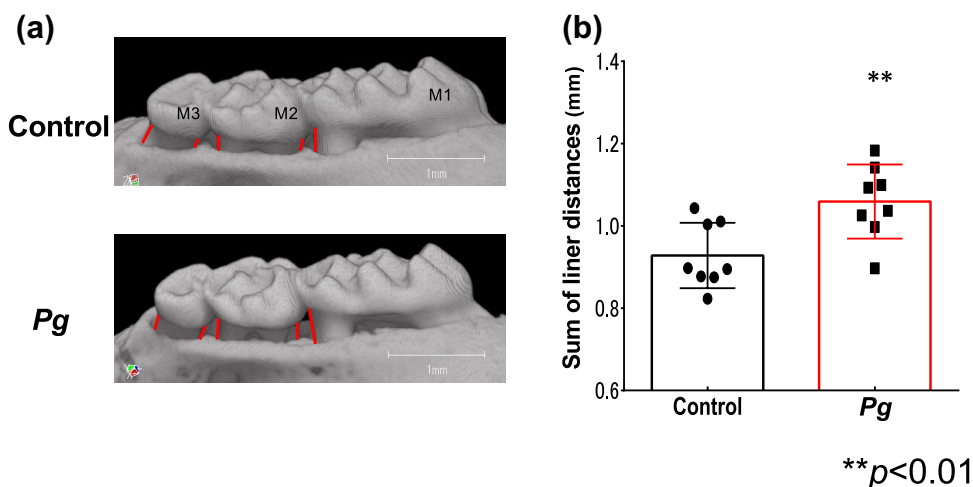 (a)
Control
M3
M2
M1
1mm
Pg
1mm
(b)
Sum of liner distances (mm)
1.4
1.2
1.0
0.8
0.6
**
Control
Pg
**p<0.01